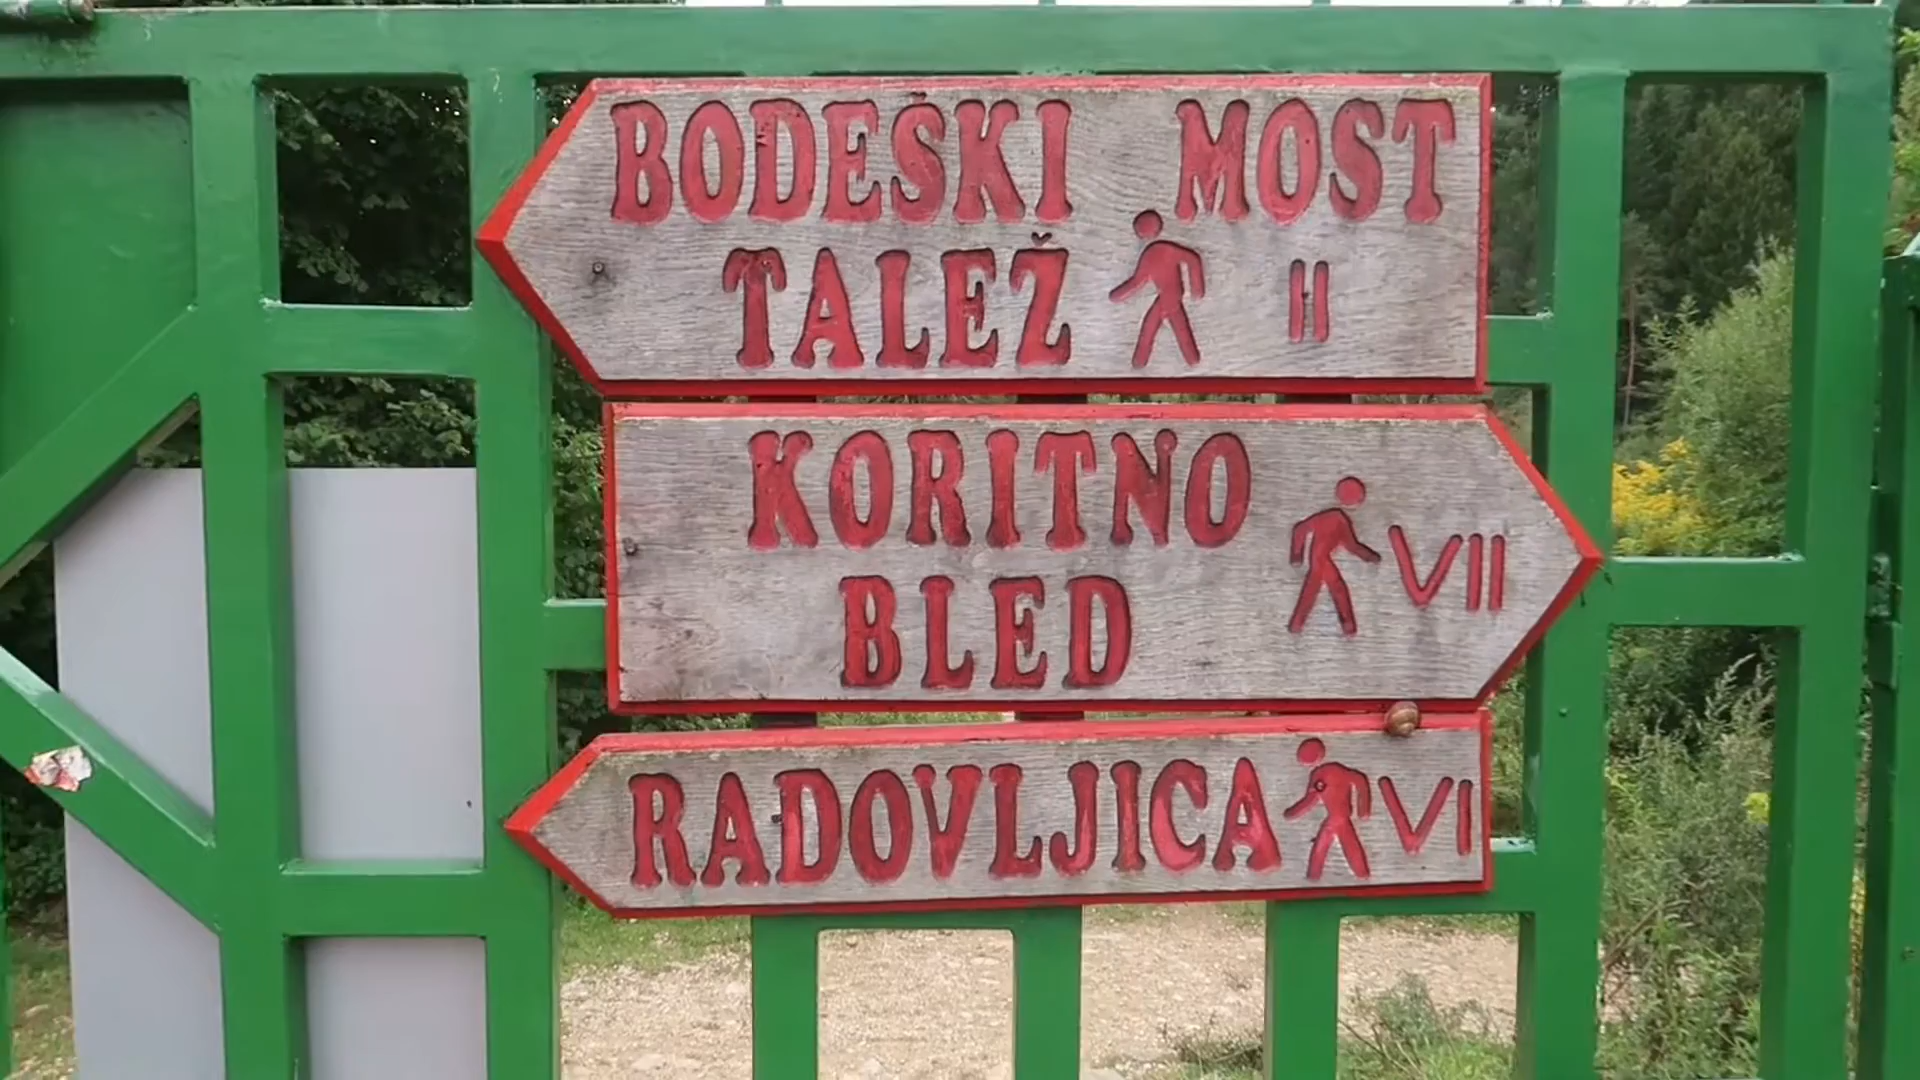 BODEŠKI MOST
TALEŽ II
KORITNO
VII
BLED
RADOVLJICA VI